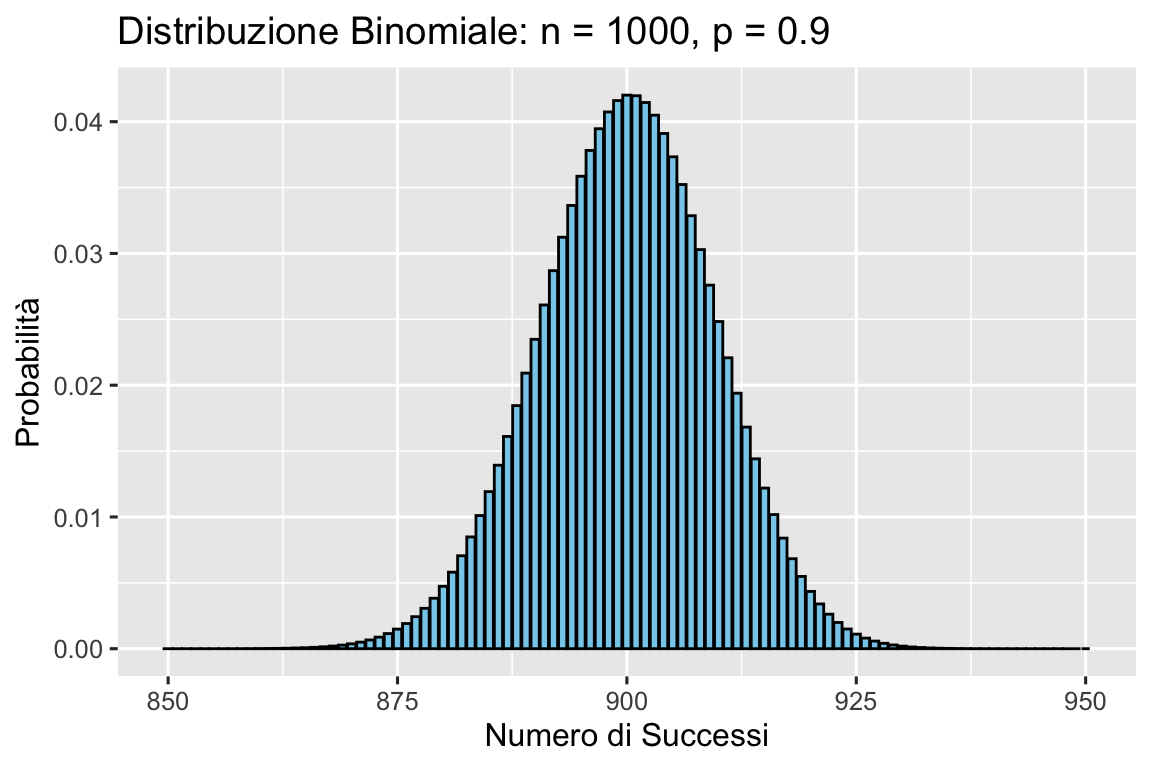 Distribuzione Binomiale: n = 1000, p = 0.9
Probabilità
0.04
0.03
0.02
0.01
0.00
850 875 900 925 950
Numero di Successi